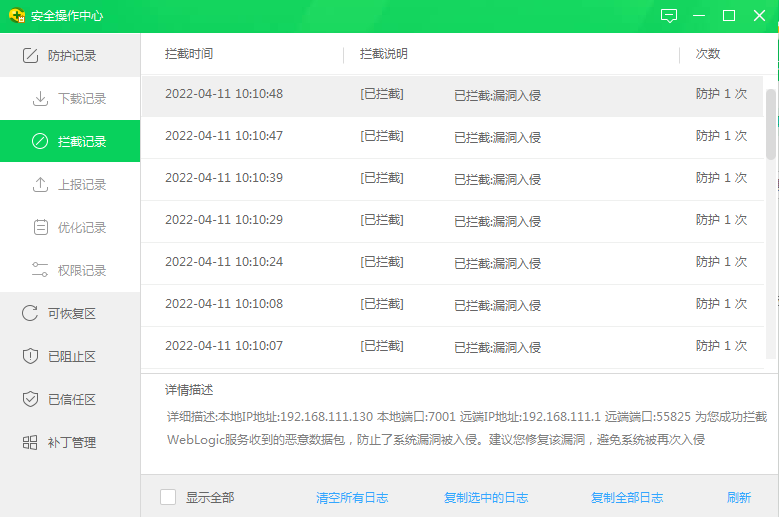 安全操作中心
防护记录
下载记录
拦截记录
上报记录
优化记录
权限记录
可恢复区
已阻止区
已信任区
补丁管理
拦截时间 拦截说明 次数
2022-04-11 10:10:48 [已拦截] 已拦截:漏洞入侵 防护 1 次
2022-04-11 10:10:47 [已拦截] 已拦截:漏洞入侵 防护 1 次
2022-04-11 10:10:39 [已拦截] 已拦截:漏洞入侵 防护 1 次
2022-04-11 10:10:29 [已拦截] 已拦截:漏洞入侵 防护 1 次
2022-04-11 10:10:24 [已拦截] 已拦截:漏洞入侵 防护 1 次
2022-04-11 10:10:08 [已拦截] 已拦截:漏洞入侵 防护 1 次
2022-04-11 10:10:07 [已拦截] 已拦截:漏洞入侵 防护 1 次
详情描述
详细描述:本地IP地址:192.168.111.130 本地端口:7001 远端IP地址:192.168.111.1 远端端口:55825 为您成功拦截
WebLogic服务收到的恶意数据包，防止了系统漏洞被入侵。建议您修复该漏洞，避免系统被再次入侵
显示全部 清空所有日志 复制选中的日志 复制全部日志 刷新